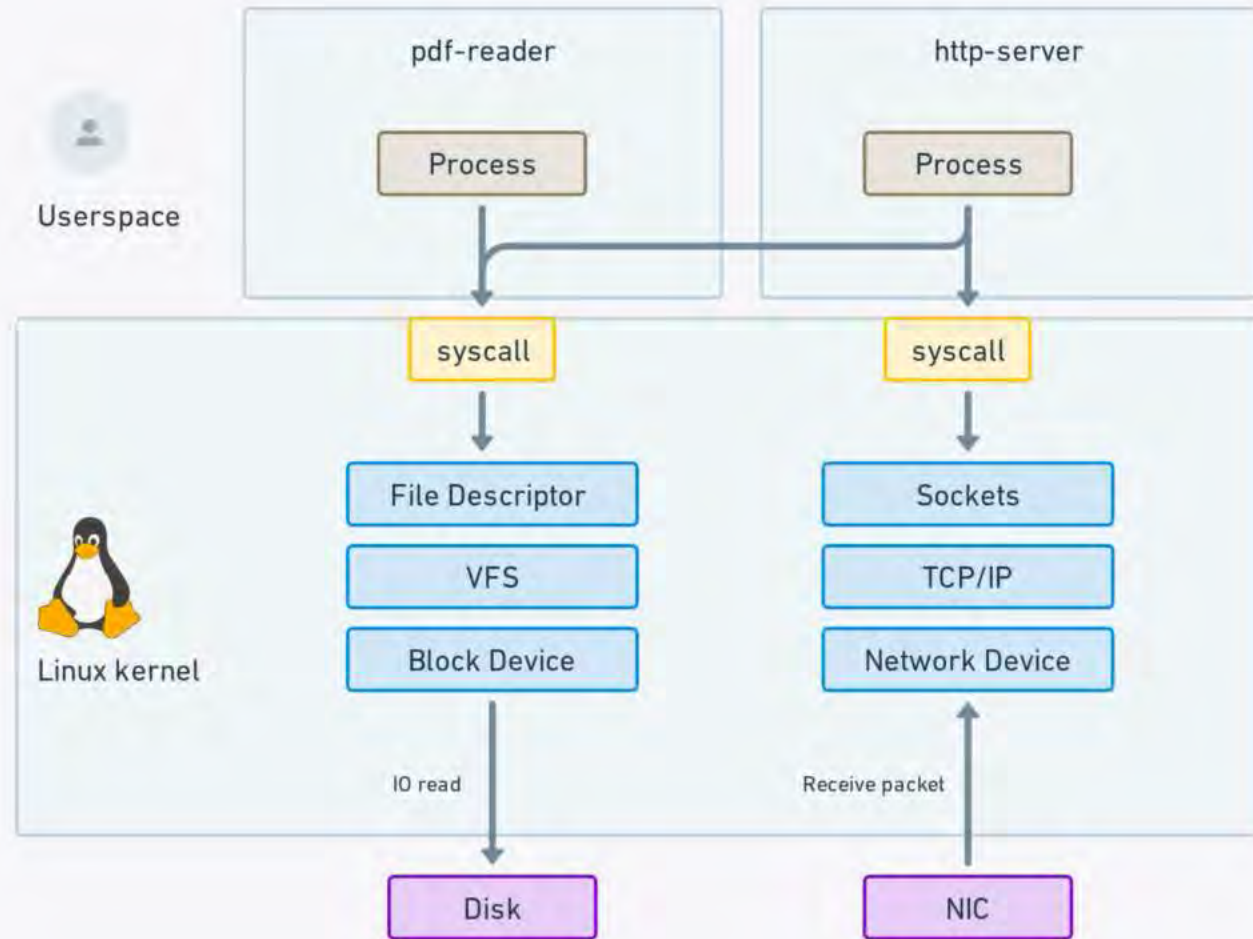 pdf-reader
http-server
Process
Process
Userspace
syscall
syscall
File Descriptor
Sockets
VFS
TCP/IP
Block Device
Network Device
Linux kernel
IO read
Receive packet
Disk
NIC